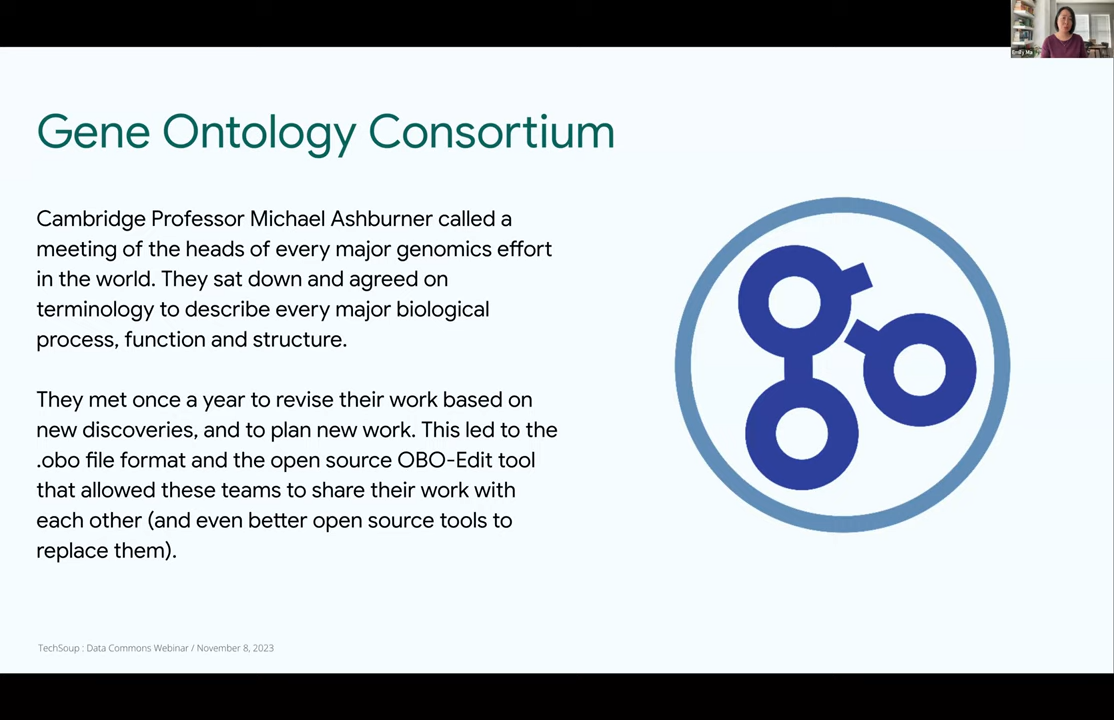 Gene Ontology Consortium
Cambridge Professor Michael Ashburner called a
meeting of the heads of every major genomics effort
in the world. They sat down and agreed on
terminology to describe every major biological
process, function and structure.
They met once a year to revise their work based on
new discoveries, and to plan new work. This led to the
.obo file format and the open source OBO-Edit tool
that allowed these teams to share their work with
each other (and even better open source tools to
replace them).
TechSoup : Data Commons Webinar / November 8, 2023